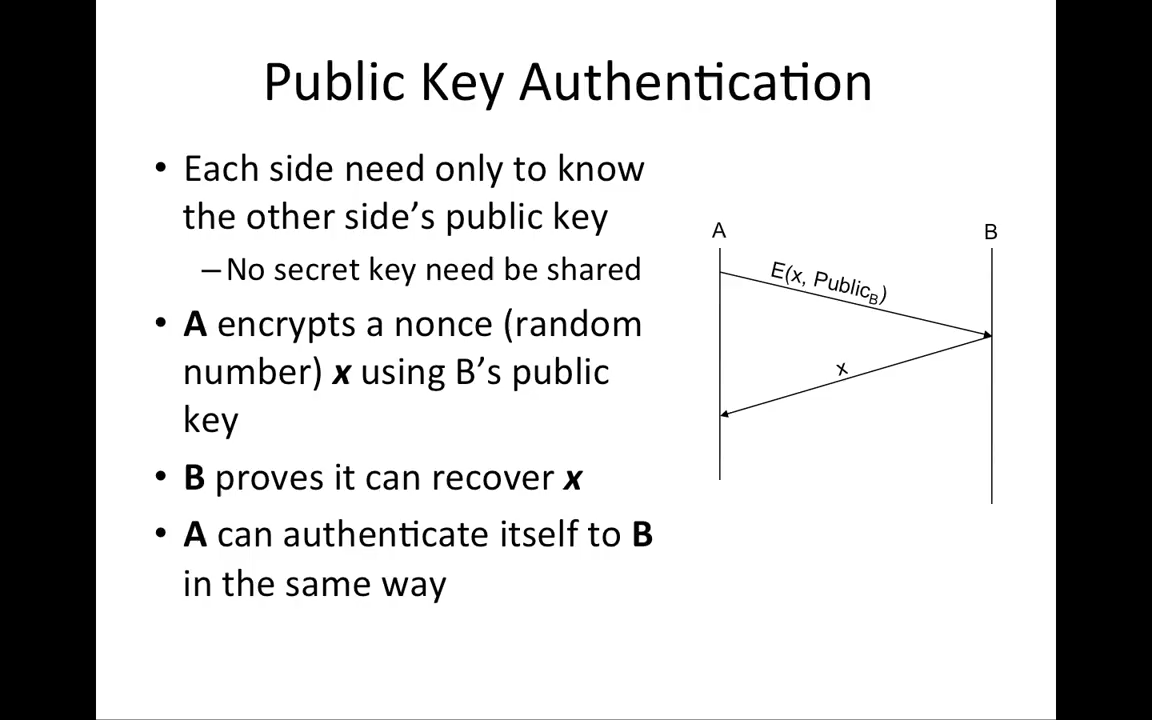 Public Key Authentication
• Each side need only to know
the other side’s public key
– No secret key need be shared
• A encrypts a nonce (random
number) x using B’s public
key
• B proves it can recover x
• A can authenticate itself to B
in the same way
A
B
E(x, Public_B)
x